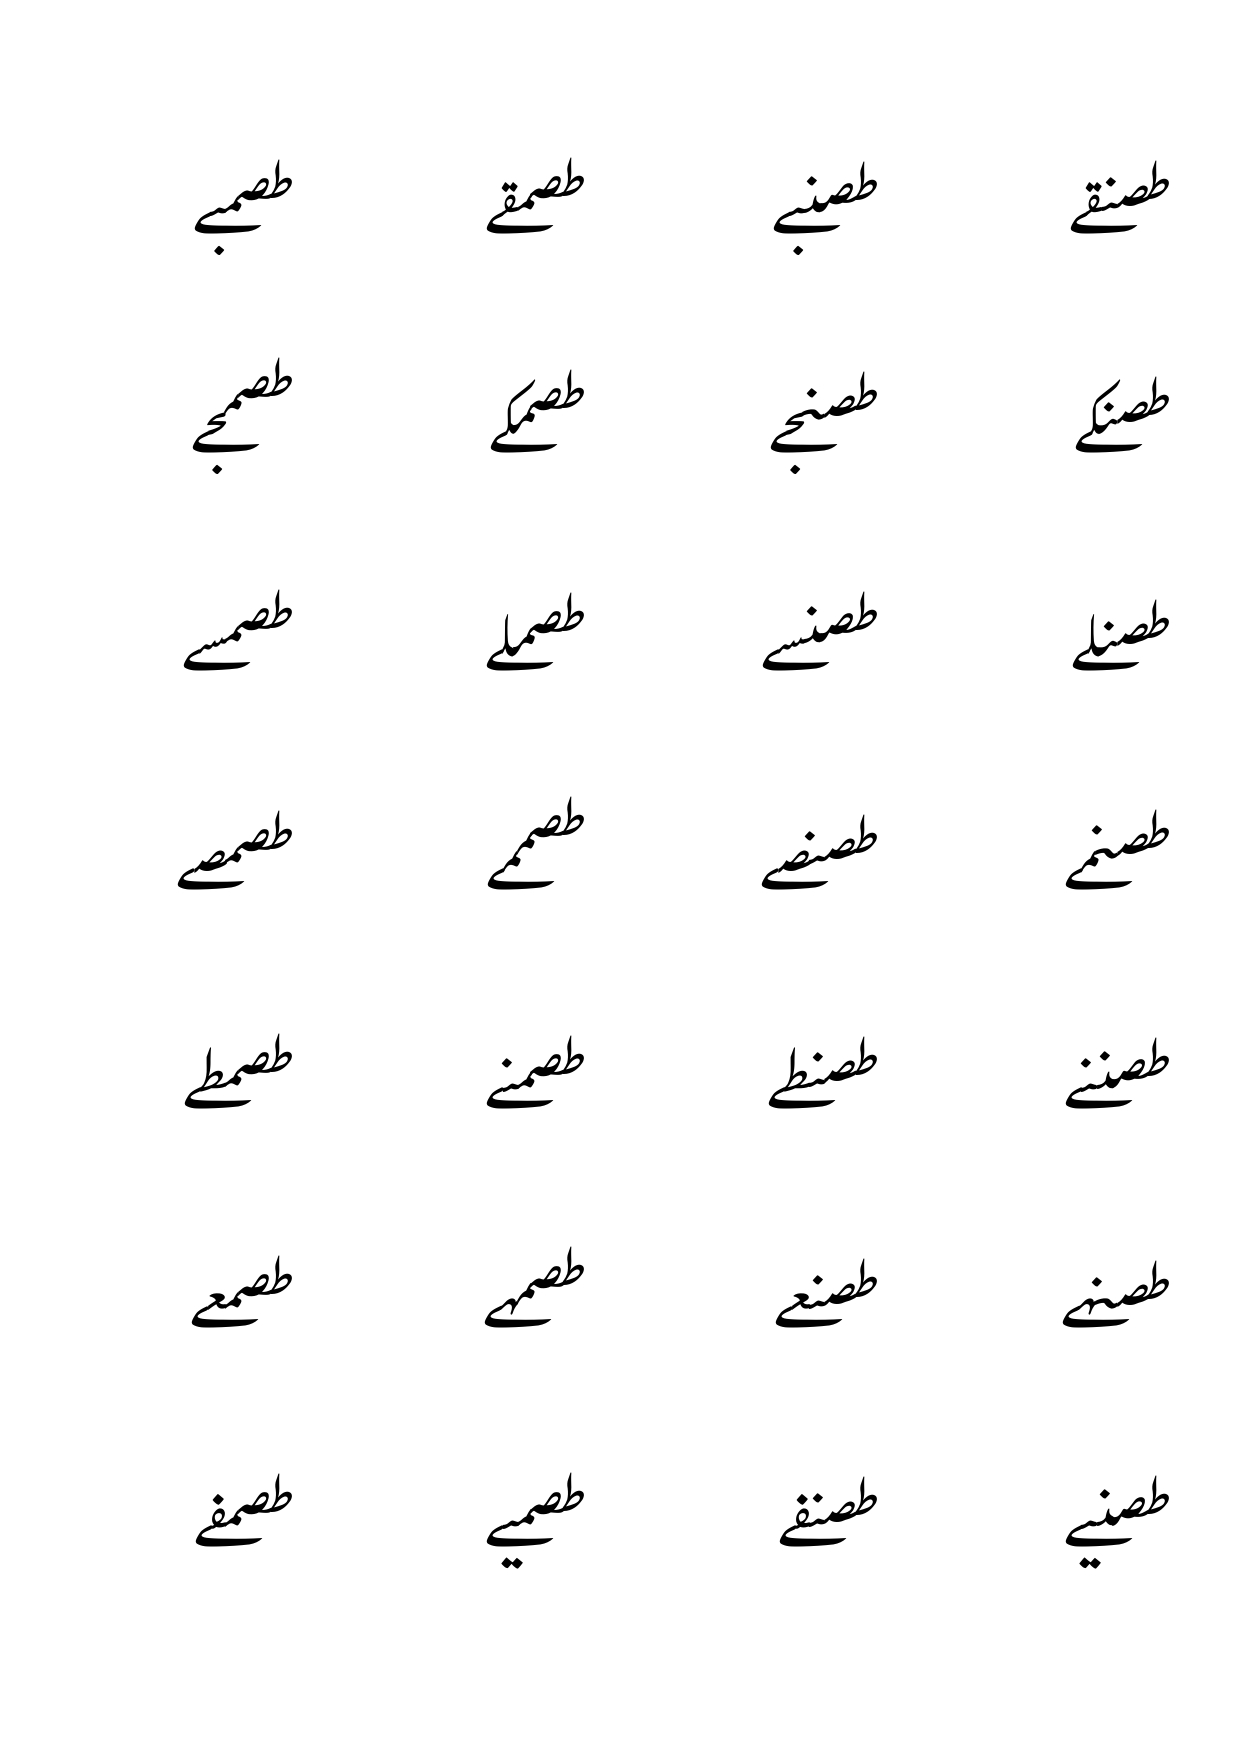 طصنقے طصنبے طصمقے طصمبے
طصنکے طصنجے طصمکے طصمجے
طصنلے طصنسے طصملے طصمسے
طصنمے طصنصے طصممے طصمصے
طصننے طصنطے طصمنے طصمطے
طصنہے طصنعے طصمہے طصمعے
طصنیے طصنفے طصمیے طصمفے